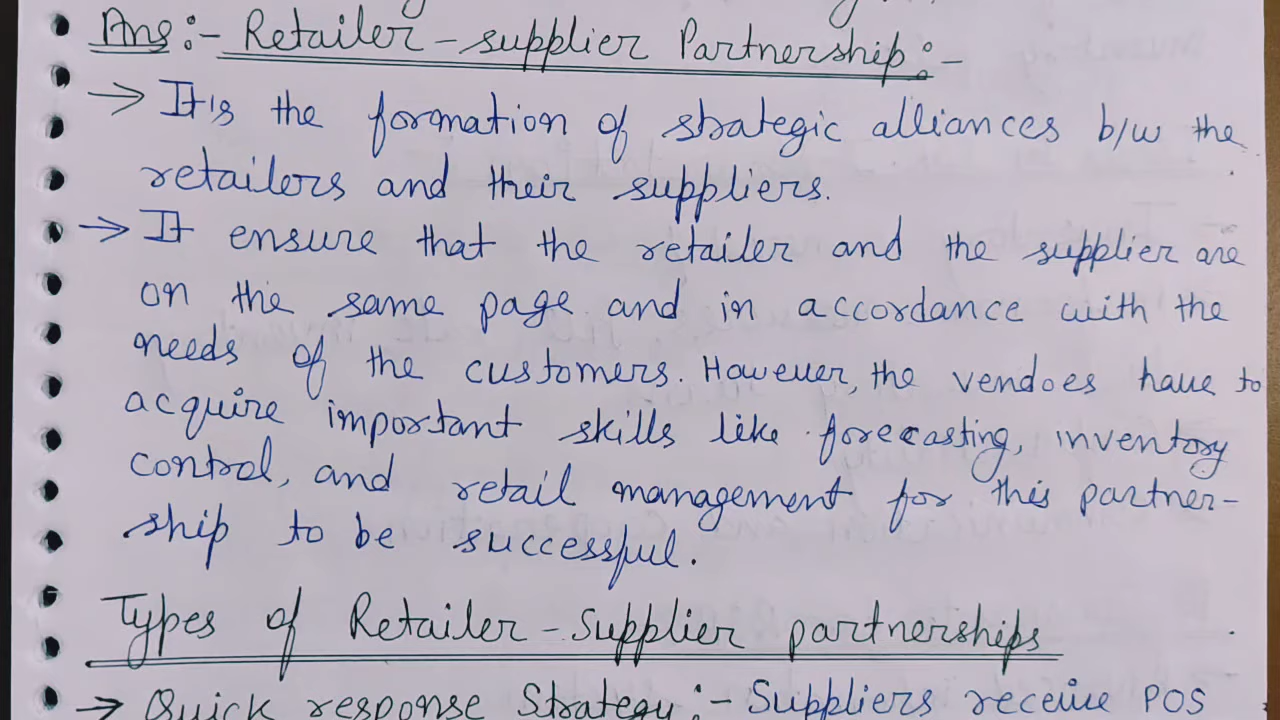 Ans:- Retailer-supplier Partnership:-
→ It is the formation of strategic alliances b/w the
retailers and their suppliers.
→ It ensure that the retailer and the supplier are
on the same page and in accordance with the
needs of the customers. However, the vendoes have to
acquire important skills like forecasting, inventory
control, and retail management for this partner-
ship to be successful.
Types of Retailer-Supplier partnerships
→ Quick response Strategy:- Suppliers receive POS